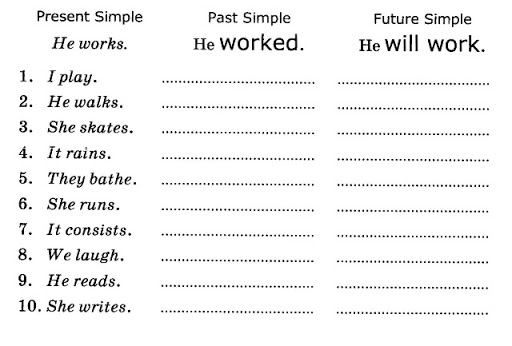 Present Simple Past Simple Future Simple
He works. He worked. He will work.
1. I play. ............................ ............................
2. He walks. ............................ ............................
3. She skates. ............................ ............................
4. It rains. ............................ ............................
5. They bathe. ............................ ............................
6. She runs. ............................ ............................
7. It consists. ............................ ............................
8. We laugh. ............................ ............................
9. He reads. ............................ ............................
10. She writes. ............................ ............................